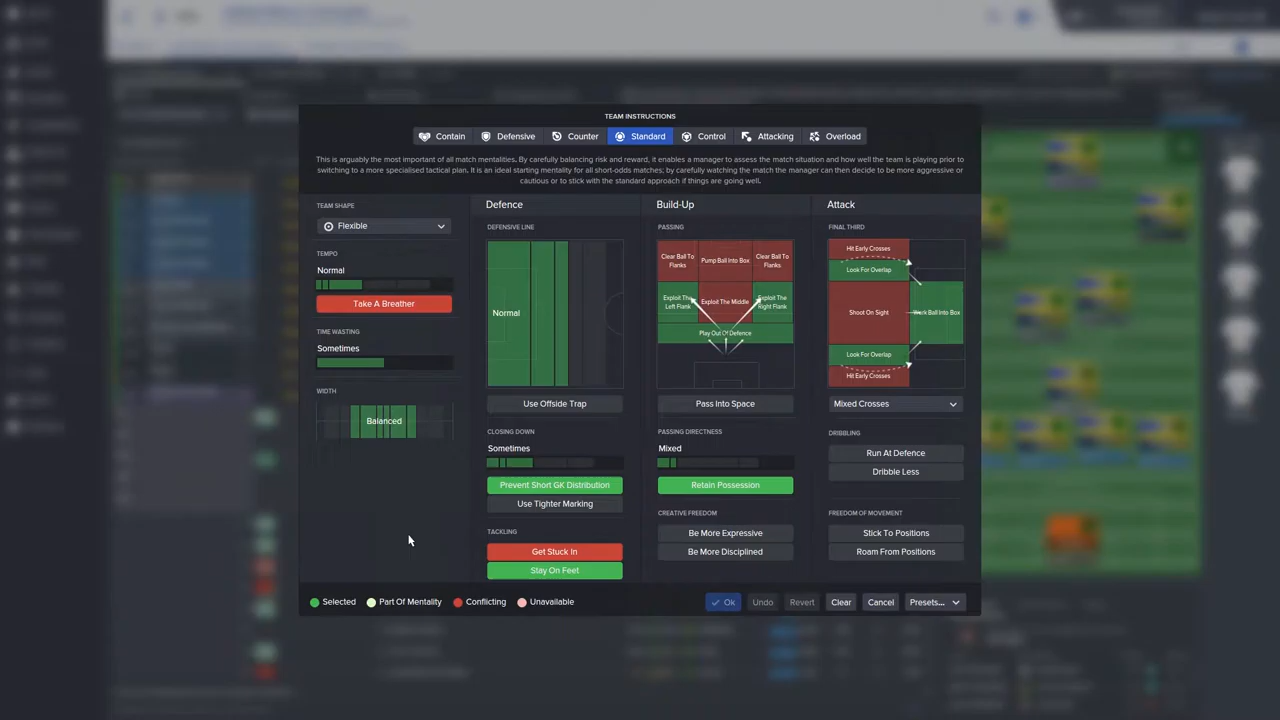 TEAM INSTRUCTIONS
Contain
Defensive
Counter
Standard
Control
Attacking
Overload
This is arguably the most important of all match mentalities. By carefully balancing risk and reward, it enables a manager to assess the match situation and how well the team is playing prior to
switching to a more specialised tactical plan. It is an ideal starting mentality for all short-odds matches; by carefully watching the match the manager can then decide to be more aggressive or
cautious or to stick with the standard approach if things are going well.
TEAM SHAPE
Flexible
TEMPO
Normal
Take A Breather
TIME WASTING
Sometimes
WIDTH
Balanced
Defence
DEFENSIVE LINE
Normal
Use Offside Trap
CLOSING DOWN
Sometimes
Prevent Short GK Distribution
Use Tighter Marking
TACKLING
Get Stuck In
Stay On Feet
Build-Up
PASSING
Clear Ball To
Flanks
Pump Ball Into Box
Clear Ball To
Flanks
Exploit The
Left Flank
Exploit The Middle
Exploit The
Right Flank
Play Out Of Defence
Pass Into Space
PASSING DIRECTNESS
Mixed
Retain Possession
CREATIVE FREEDOM
Be More Expressive
Be More Disciplined
Attack
FINAL THIRD
Hit Early Crosses
Look For Overlap
Shoot On Sight
Work Ball Into Box
Look For Overlap
Hit Early Crosses
Mixed Crosses
DRIBBLING
Run At Defence
Dribble Less
FREEDOM OF MOVEMENT
Stick To Positions
Roam From Positions
Selected
Part Of Mentality
Conflicting
Unavailable
Ok
Undo
Revert
Clear
Cancel
Presets...